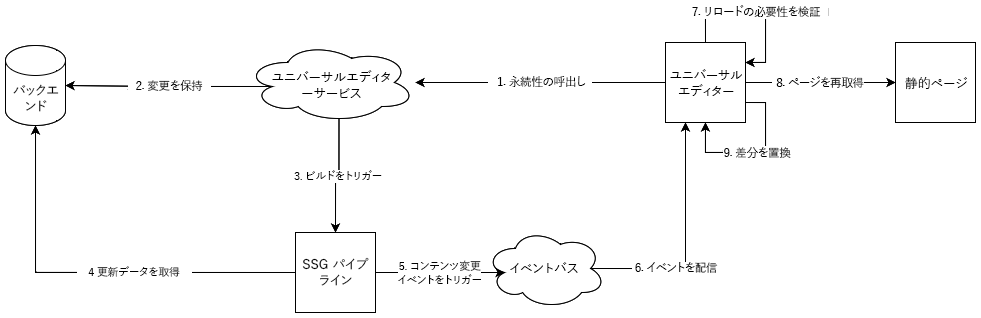 7. リロードの必要性を検証
バックエ
ンド
2. 変更を保持
ユニバーサルエディタ
ーサービス
1. 永続性の呼出し
ユニバーサル
エディター
8. ページを再取得
静的ページ
9. 差分を置換
3. ビルドをトリガー
4 更新データを取得
SSG パイプ
ライン
5. コンテンツ変更
イベントをトリガー
イベントバス
6. イベントを配信